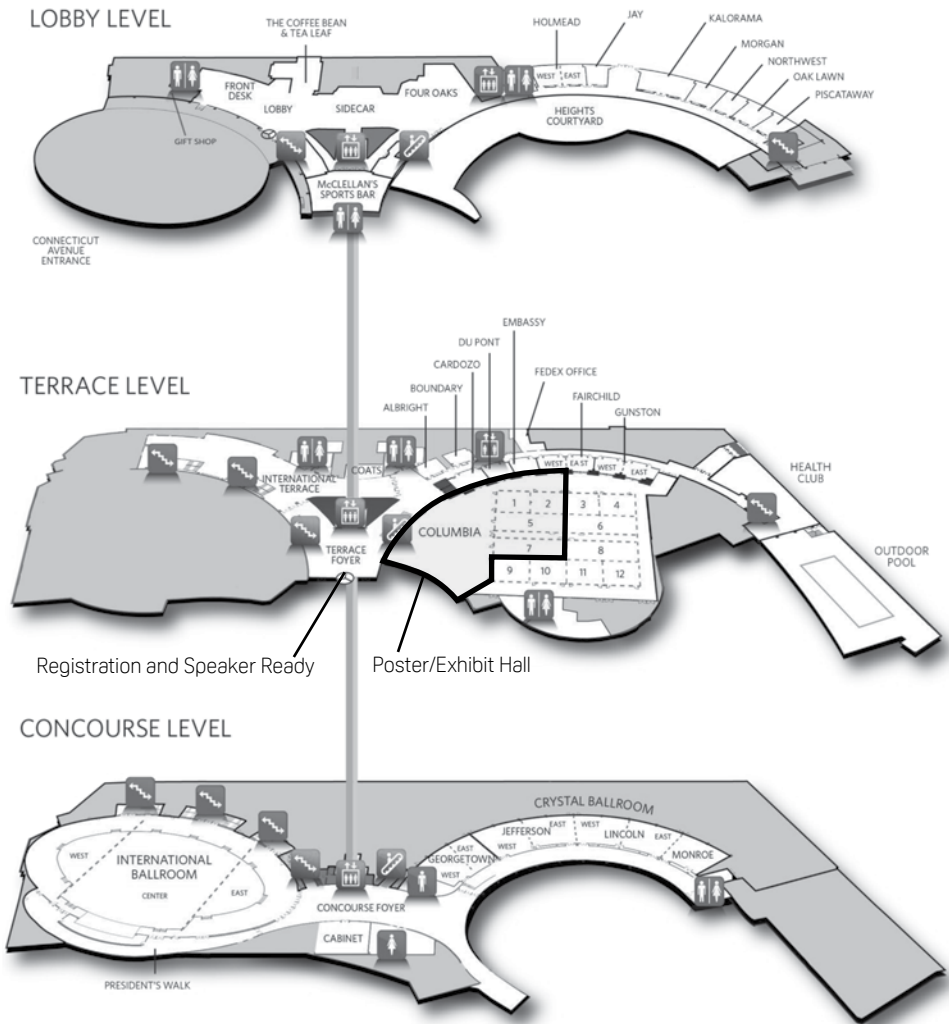 LOBBY LEVEL
THE COFFEE BEAN
& TEA LEAF
HOLMEAD
JAY
KALORAMA
MORGAN
NORTHWEST
OAK LAWN
PISCATAWAY
FRONT
DESK
LOBBY
SIDECAR
FOUR OAKS
WEST
EAST
GIFT SHOP
HEIGHTS
COURTYARD
McCLELLAN'S
SPORTS BAR
CONNECTICUT
AVENUE
ENTRANCE
TERRACE LEVEL
EMBASSY
DU PONT
CARDOZO
BOUNDARY
ALBRIGHT
FEDEX OFFICE
FAIRCHILD
GUNSTON
COATS
INTERNATIONAL
TERRACE
WEST
EAST
WEST
EAST
HEALTH
CLUB
COLUMBIA
1
2
3
4
5
6
7
8
9
10
11
12
TERRACE
FOYER
OUTDOOR
POOL
Registration and Speaker Ready
Poster/Exhibit Hall
CONCOURSE LEVEL
CRYSTAL BALLROOM
JEFFERSON
WEST
EAST
LINCOLN
WEST
EAST
GEORGETOWN
EAST
WEST
MONROE
INTERNATIONAL
BALLROOM
WEST
CENTER
EAST
CONCOURSE FOYER
CABINET
PRESIDENT'S WALK